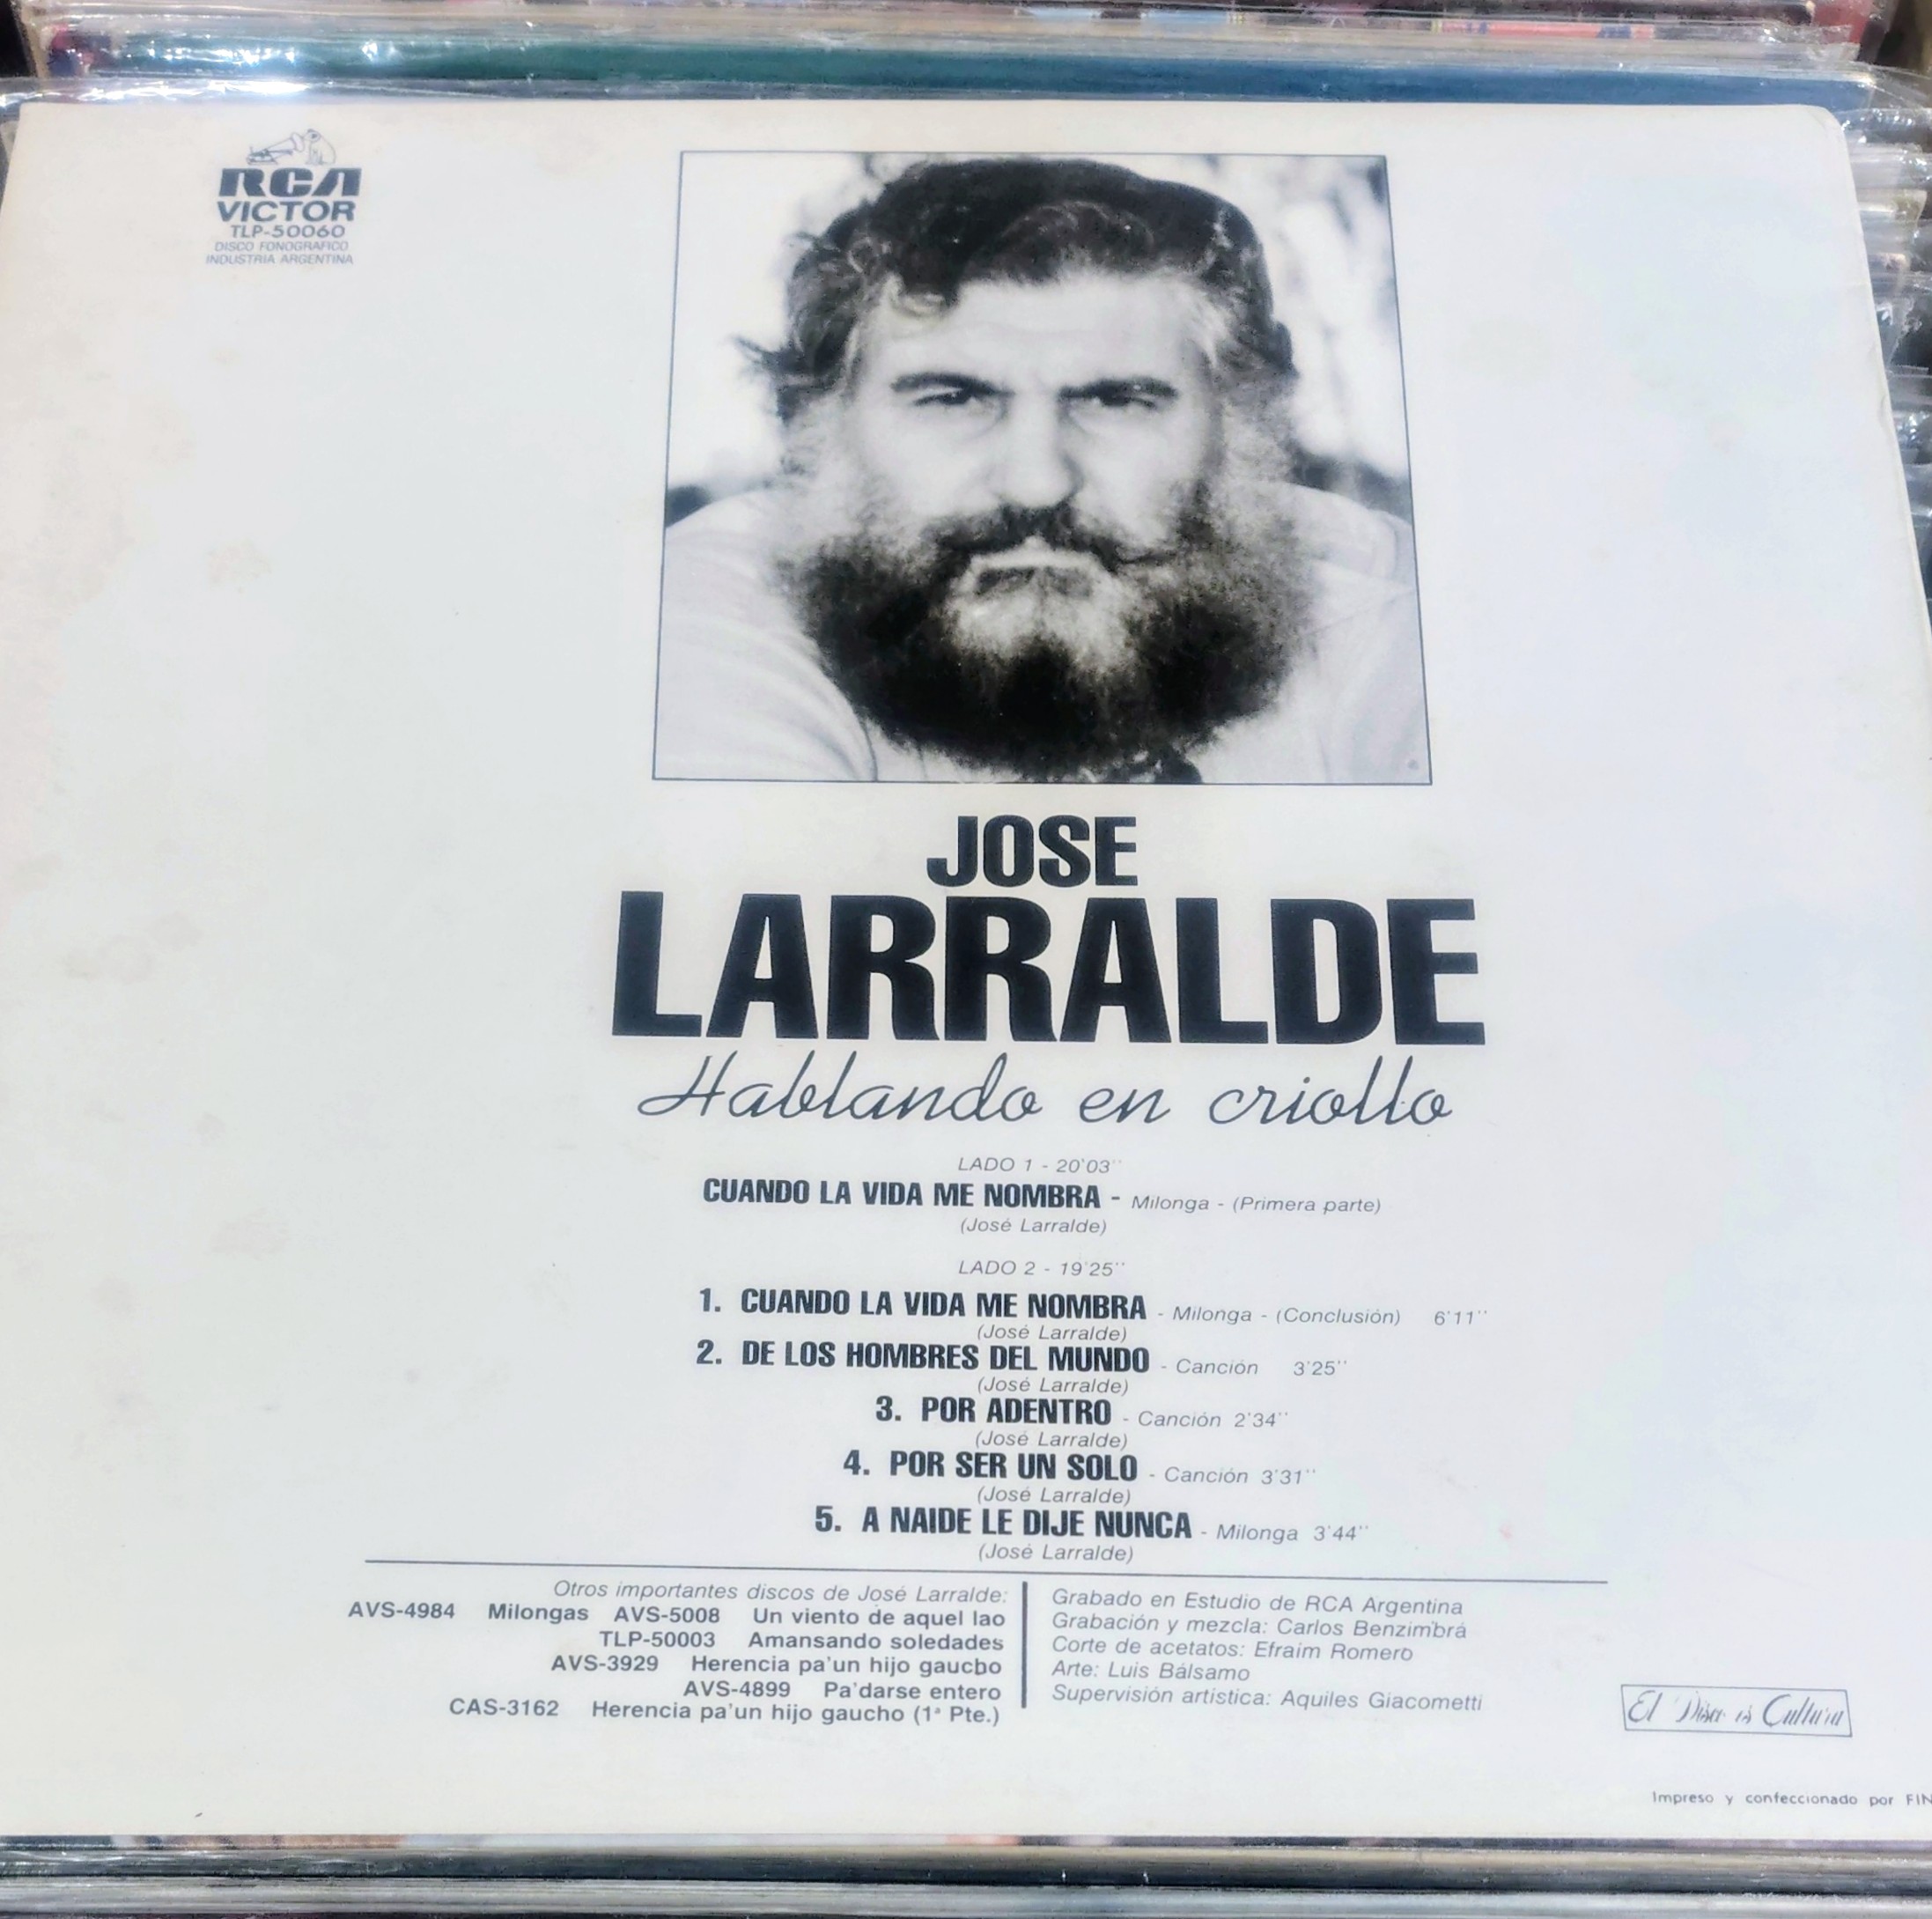 RCA
VICTOR
TLP-50060
DISCO FONOGRAFICO
INDUSTRIA ARGENTINA
JOSE
LARRALDE
Hablando en criollo
LADO 1 - 20'03''
CUANDO LA VIDA ME NOMBRA - Milonga - (Primera parte)
(José Larralde)
LADO 2 - 19'25''
1. CUANDO LA VIDA ME NOMBRA - Milonga - (Conclusión) 6'11''
(José Larralde)
2. DE LOS HOMBRES DEL MUNDO - Canción 3'25''
(José Larralde)
3. POR ADENTRO - Canción 2'34''
(José Larralde)
4. POR SER UN SOLO - Canción 3'31''
(José Larralde)
5. A NAIDE LE DIJE NUNCA - Milonga 3'44''
(José Larralde)
Otros importantes discos de José Larralde:
AVS-4984 Milongas AVS-5008 Un viento de aquel lao
TLP-50003 Amansando soledades
AVS-3929 Herencia pa'un hijo gaucbo
AVS-4899 Pa'darse entero
CAS-3162 Herencia pa'un hijo gaucho (1ª Pte.)
Grabado en Estudio de RCA Argentina
Grabación y mezcla: Carlos Benzimbrá
Corte de acetatos: Efraim Romero
Arte: Luis Bálsamo
Supervisión artistica: Aquiles Giacometti
El Disco es Cultura
Impreso y confeccionado por FIN